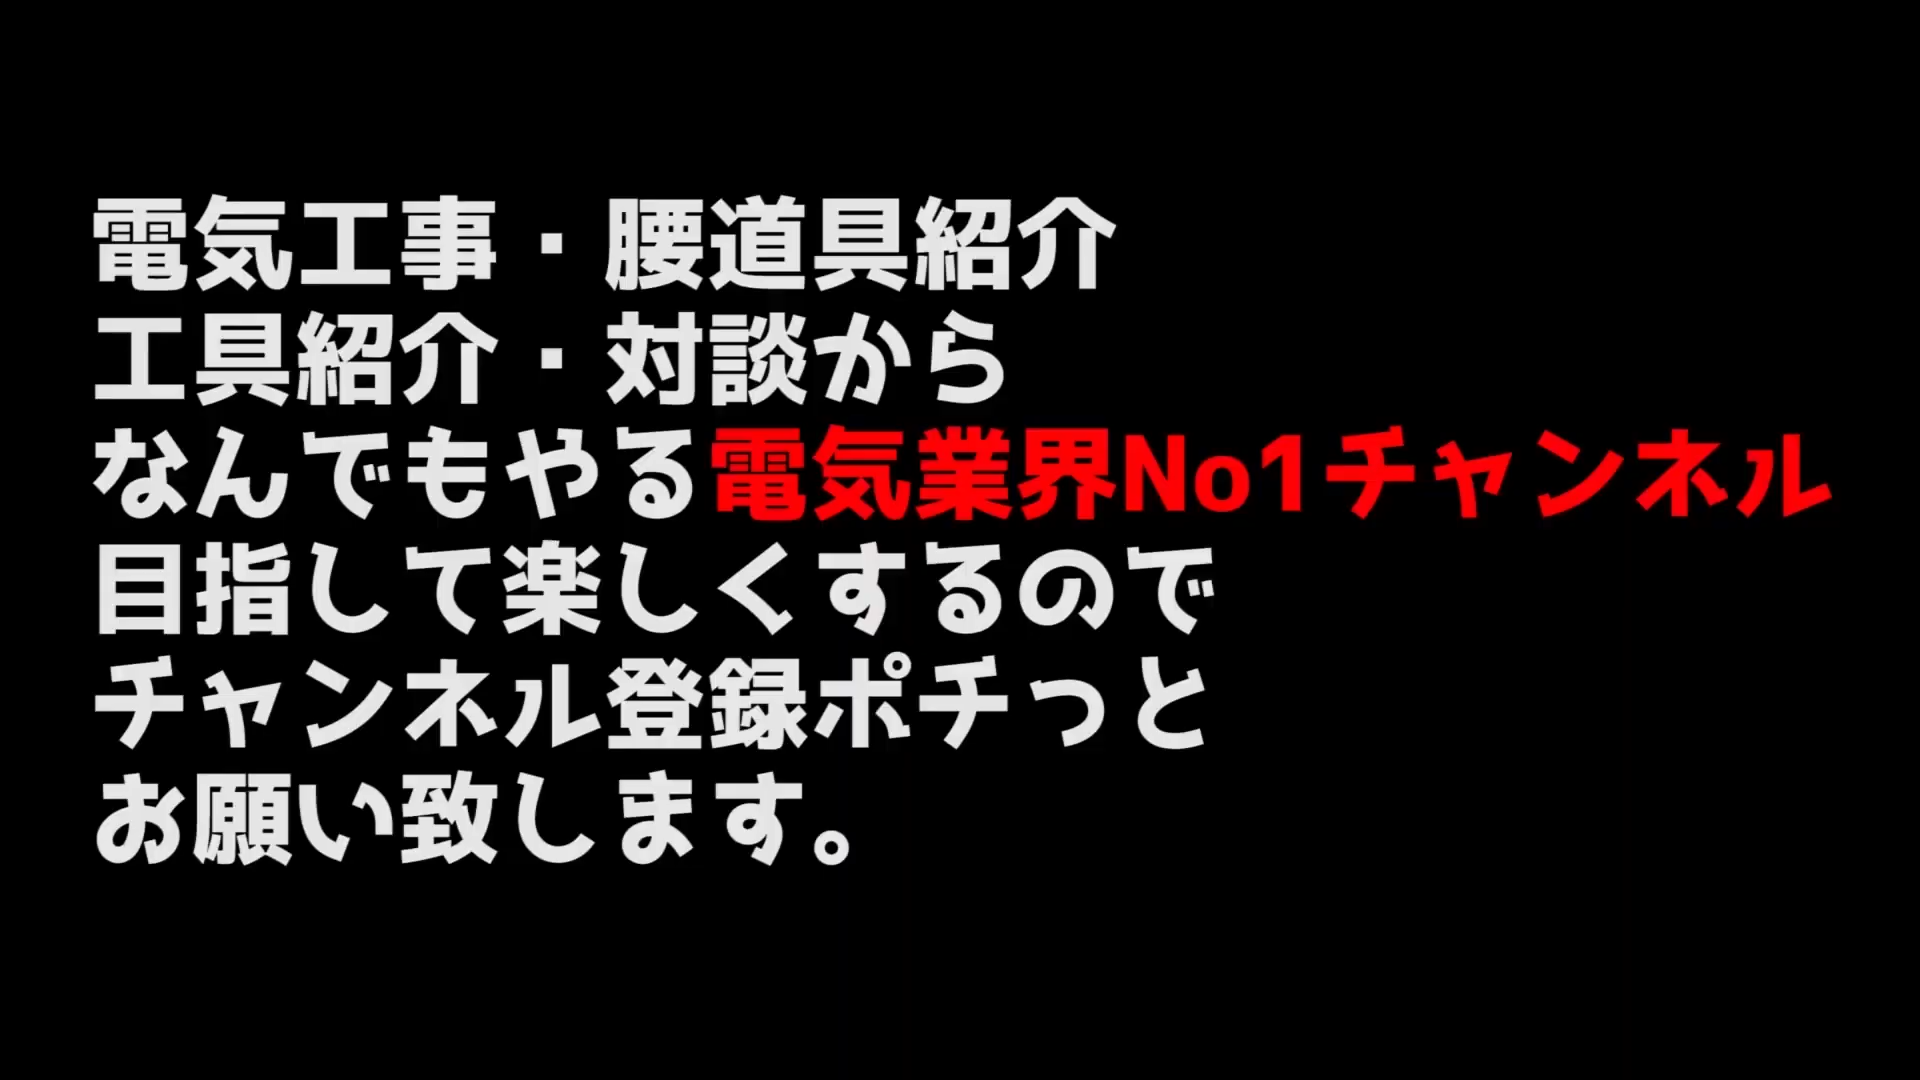 電気工事・腰道具紹介
工具紹介・対談から
なんでもやる電気業界No1チャンネル
目指して楽しくするので
チャンネル登録ポチっと
お願い致します。